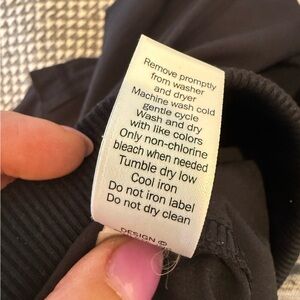 Remove promptly
from washer
and dryer
Machine wash cold
gentle cycle
Wash and dry
with like colors
Only non-chlorine
bleach when needed
Tumble dry low
Cool iron
Do not iron label
Do not dry clean
DESIGN ©